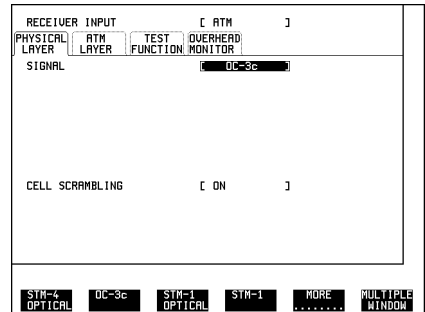 RECEIVER INPUT [ ATM ]
PHYSICAL LAYER ATM LAYER TEST FUNCTION OVERHEAD MONITOR
SIGNAL [ OC-3c ]
CELL SCRAMBLING [ ON ]
STM-4 OPTICAL OC-3c STM-1 OPTICAL STM-1 MORE ........ MULTIPLE WINDOW